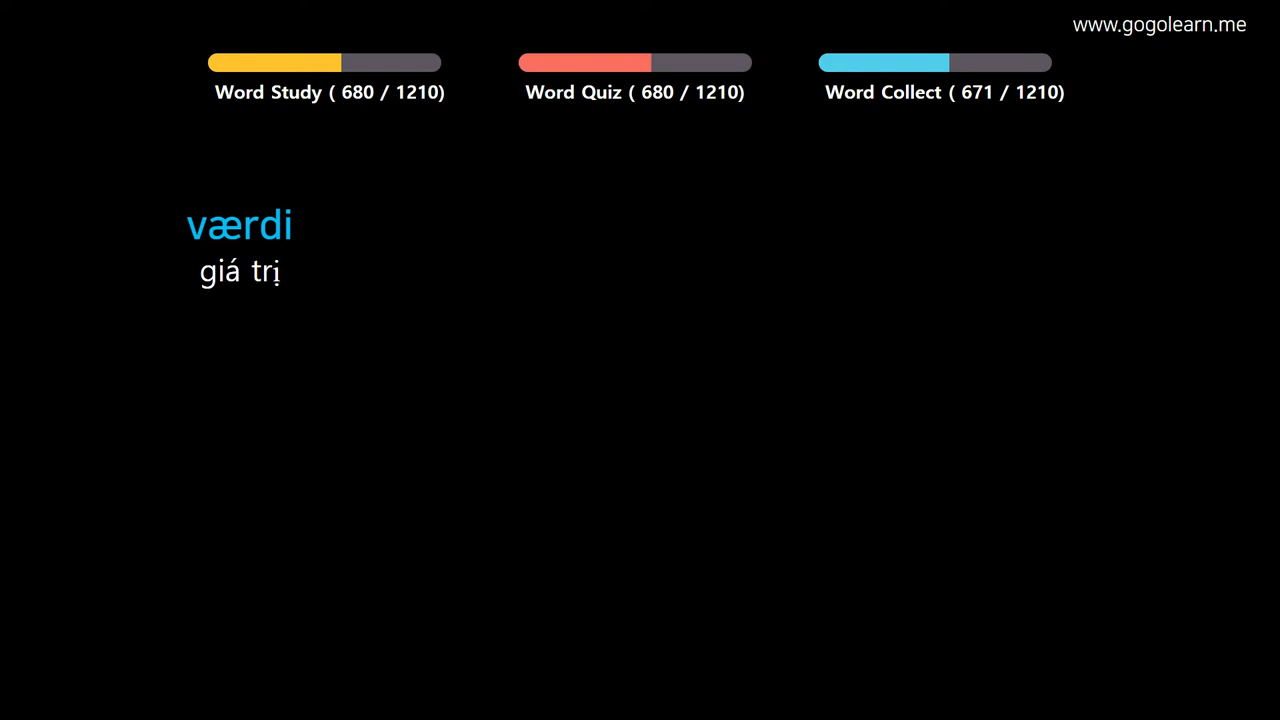 www.gogolearn.me
Word Study ( 680 / 1210)
Word Quiz ( 680 / 1210)
Word Collect ( 671 / 1210)
værdi
giá trị